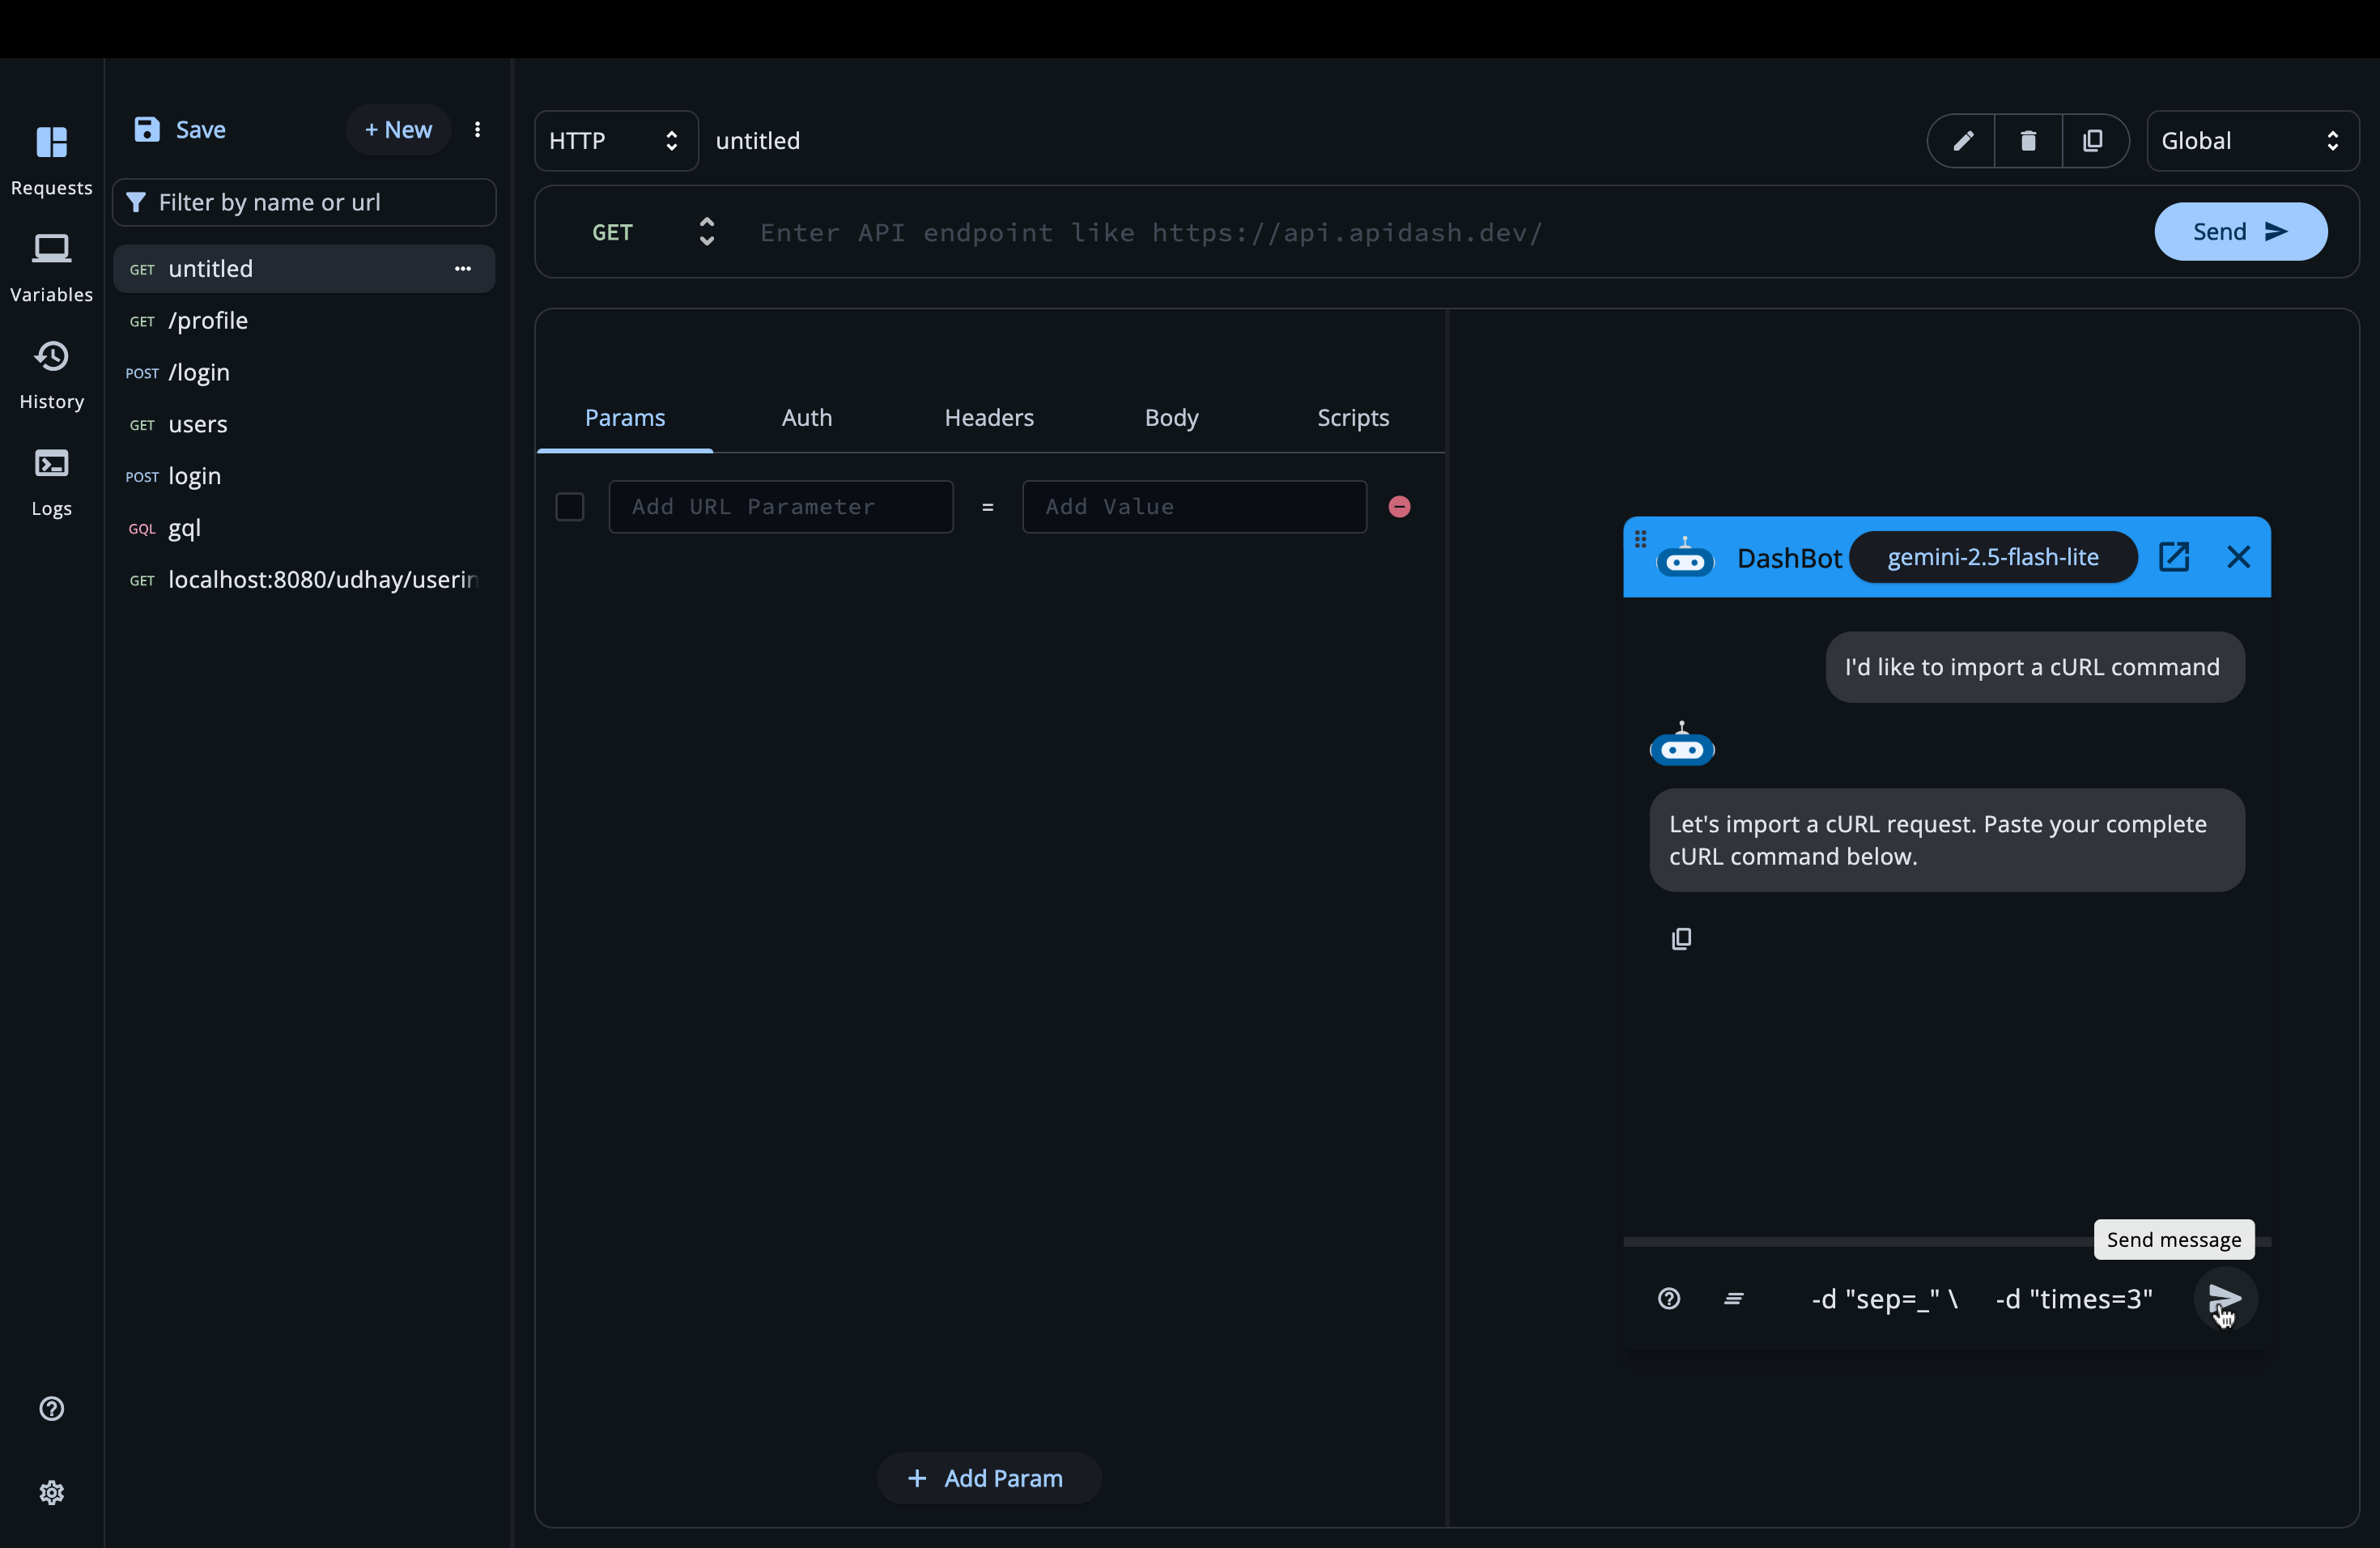 Requests
Variables
History
Logs
Save
+ New
Filter by name or url
GET untitled
GET /profile
POST /login
GET users
POST login
GQL gql
GET localhost:8080/udhay/userin
HTTP
untitled
Global
GET
Enter API endpoint like https://api.apidash.dev/
Send
Params
Auth
Headers
Body
Scripts
Add URL Parameter = Add Value
+ Add Param
DashBot
gemini-2.5-flash-lite
I'd like to import a cURL command
Let's import a cURL request. Paste your complete
cURL command below.
Send message
-d "sep=_" \ -d "times=3"